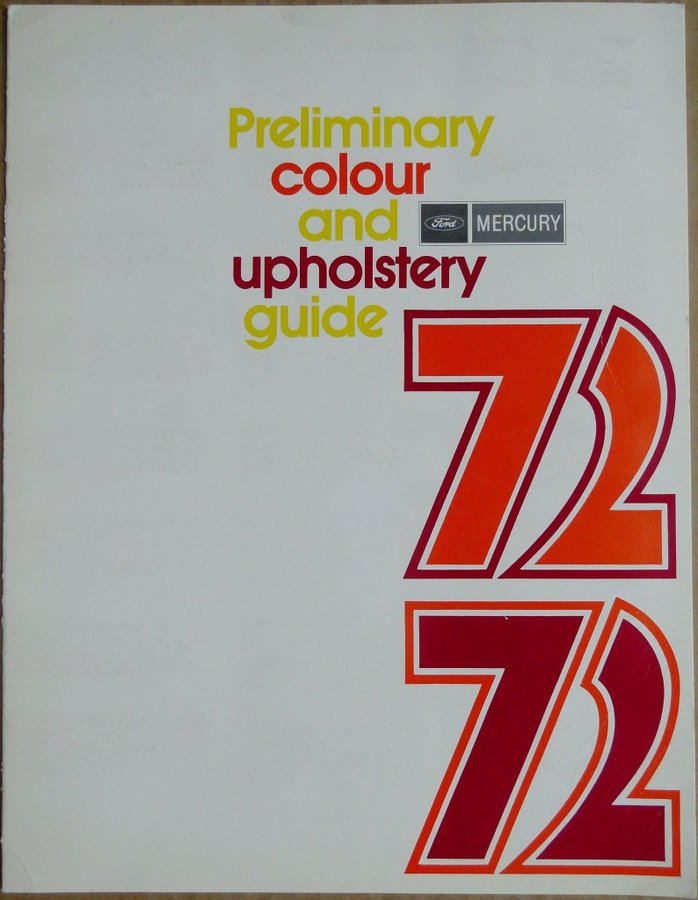 Preliminary
colour
and
Ford MERCURY
upholstery
guide
72
72